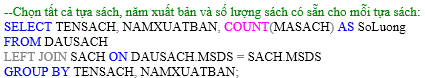 --Chọn tất cả tựa sách, năm xuất bản và số lượng sách có sẵn cho mỗi tựa sách:
SELECT TENSACH, NAMXUATBAN, COUNT(MASACH) AS SoLuong
FROM DAUSACH
LEFT JOIN SACH ON DAUSACH.MSDS = SACH.MSDS
GROUP BY TENSACH, NAMXUATBAN;